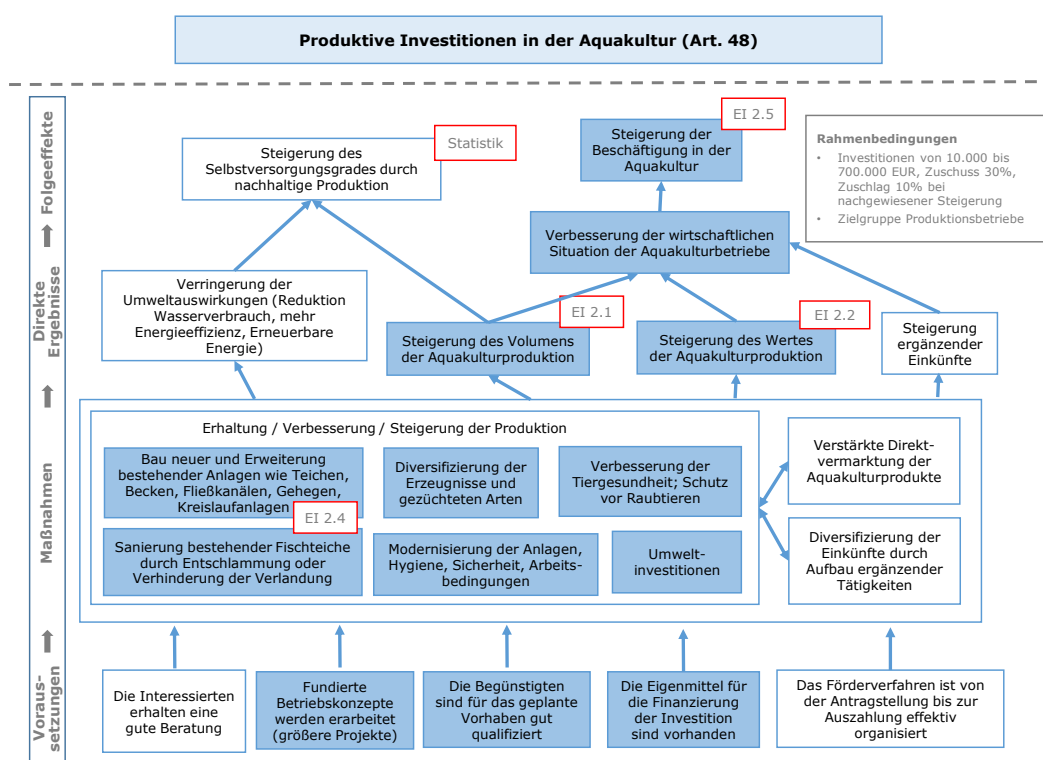 Produktive Investitionen in der Aquakultur (Art. 48)
Folgeeffekte
Statistik
Steigerung des
Selbstversorgungsgrades durch
nachhaltige Produktion
EI 2.5
Steigerung der
Beschäftigung in der
Aquakultur
Rahmenbedingungen
• Investitionen von 10.000 bis
700.000 EUR, Zuschuss 30%,
Zuschlag 10% bei
nachgewiesener Steigerung
• Zielgruppe Produktionsbetriebe
Verbesserung der wirtschaftlichen
Situation der Aquakulturbetriebe
Direkte
Ergebnisse
Verringerung der
Umweltauswirkungen (Reduktion
Wasserverbrauch, mehr
Energieeffizienz, Erneuerbare
Energie)
EI 2.1
Steigerung des Volumens
der Aquakulturproduktion
EI 2.2
Steigerung des Wertes
der Aquakulturproduktion
Steigerung
ergänzender
Einkünfte
Maßnahmen
Erhaltung / Verbesserung / Steigerung der Produktion
Bau neuer und Erweiterung
bestehender Anlagen wie Teichen,
Becken, Fließkanälen, Gehegen,
Kreislaufanlagen
EI 2.4
Diversifizierung der
Erzeugnisse und
gezüchteten Arten
Verbesserung der
Tiergesundheit; Schutz
vor Raubtieren
Verstärkte Direkt-
vermarktung der
Aquakulturprodukte
Sanierung bestehender Fischteiche
durch Entschlammung oder
Verhinderung der Verlandung
Modernisierung der Anlagen,
Hygiene, Sicherheit, Arbeits-
bedingungen
Umwelt-
investitionen
Diversifizierung der
Einkünfte durch
Aufbau ergänzender
Tätigkeiten
Voraus-
setzungen
Die Interessierten
erhalten eine
gute Beratung
Fundierte
Betriebskonzepte
werden erarbeitet
(größere Projekte)
Die Begünstigten
sind für das geplante
Vorhaben gut
qualifiziert
Die Eigenmittel für
die Finanzierung
der Investition
sind vorhanden
Das Förderverfahren ist von
der Antragstellung bis zur
Auszahlung effektiv
organisiert